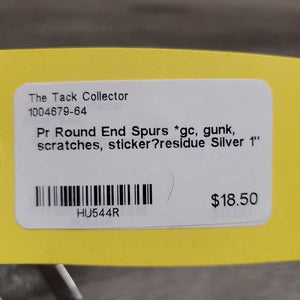 The Tack Collector
1004679-64
Pr Round End Spurs *gc, gunk,
scratches, sticker?residue Silver 1"
HU544R
$18.50